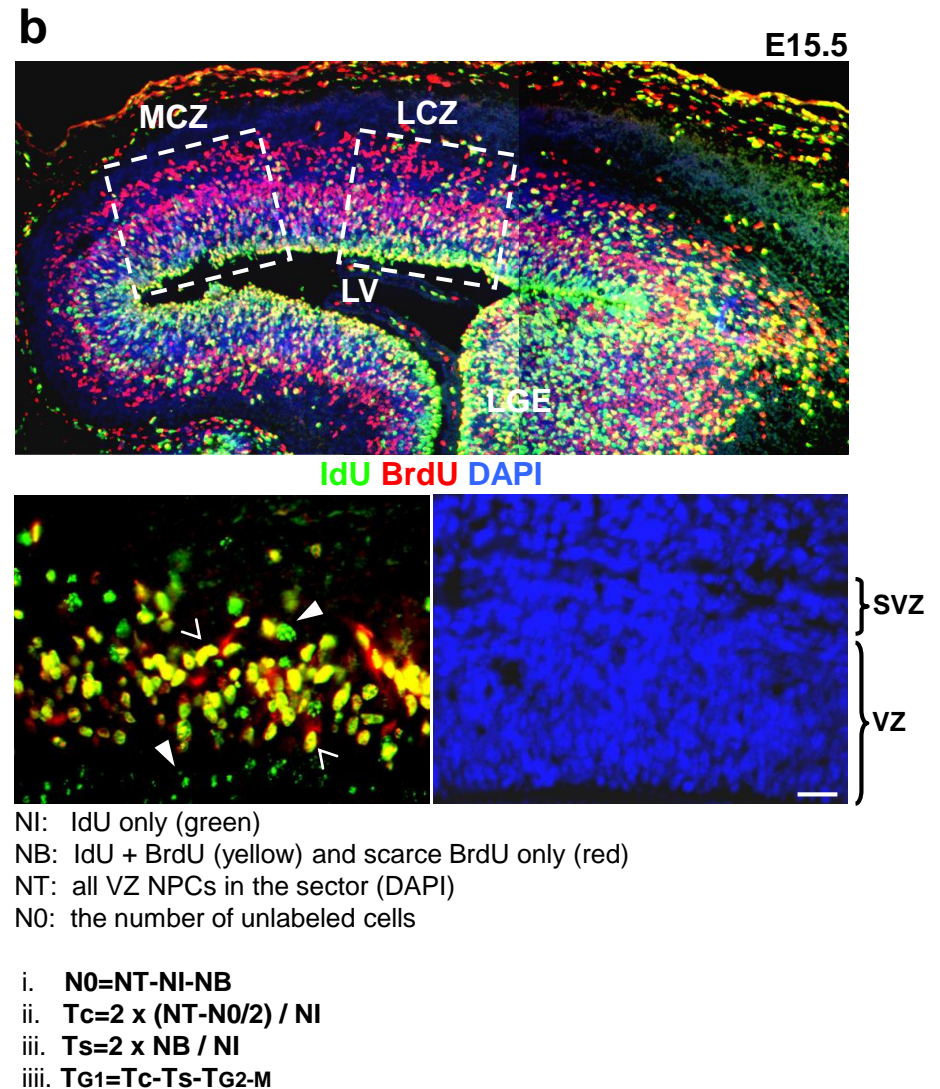 b
E15.5
MCZ
LCZ
LV
LGE
IdU BrdU DAPI
SVZ
VZ
NI: IdU only (green)
NB: IdU + BrdU (yellow) and scarce BrdU only (red)
NT: all VZ NPCs in the sector (DAPI)
N0: the number of unlabeled cells
i. N0=NT-NI-NB
ii. Tc=2 x (NT-N0/2) / NI
iii. Ts=2 x NB / NI
iiii. TG1=Tc-Ts-TG2-M